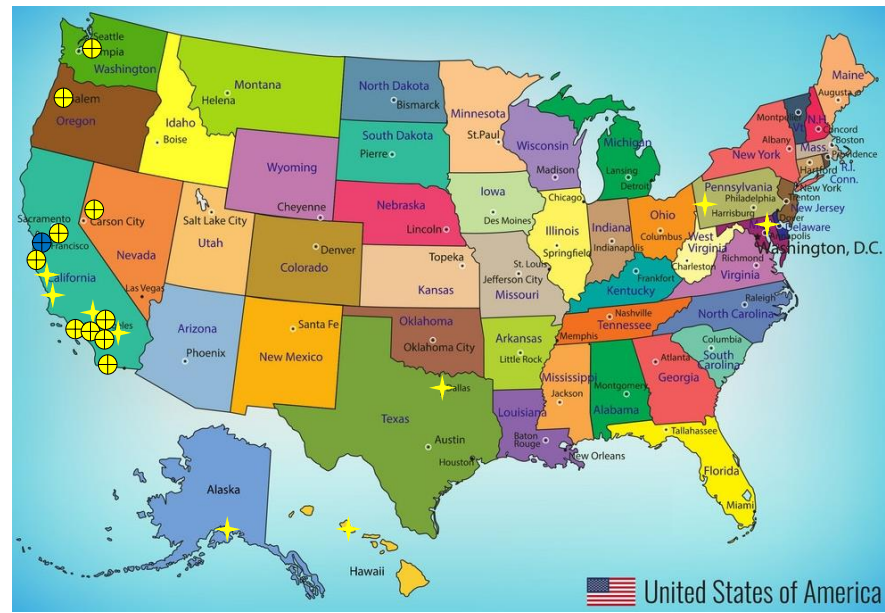 Seattle
Washington
Oregon
Idaho
Boise
Montana
Helena
North Dakota
Bismarck
South Dakota
Pierre
Minnesota
St.Paul
Wisconsin
Madison
Michigan
Lansing
Detroit
Maine
Augusta
Montpulier
Vt.
N.H.
Concord
Boston
Mass.
Providence
R.I.
Conn.
Hartford
Albany
New York
New York
Pennsylvania
Philadelphia
Harrisburg
Trenton
New Jersey
Dover
Delaware
Washington, D.C.
Wyoming
Cheyenne
Nebraska
Lincoln
Iowa
Des Moines
Chicago
Illinois
Springfield
Indiana
Indianapolis
Ohio
Columbus
West
Virginia
Charleston
Richmond
Virginia
Sacramento
Carson City
Nevada
Las Vegas
Salt Lake City
Utah
Denver
Colorado
Topeka
Kansas
St. Louis
Jefferson City
Missouri
Kentucky
Frankfort
Raleigh
North Carolina
Arizona
Phoenix
Santa Fe
New Mexico
Oklahoma
Oklahoma City
Arkansas
Little Rock
Nashville
Tennessee
Memphis
Columbia
South
Carolina
Texas
Austin
Houston
Louisiana
Baton
Rouge
New Orleans
Mississippi
Jackson
Montgomery
Alabama
Atlanta
Georgia
Tallahassee
Florida
Miami
Alaska
Hawaii
United States of America